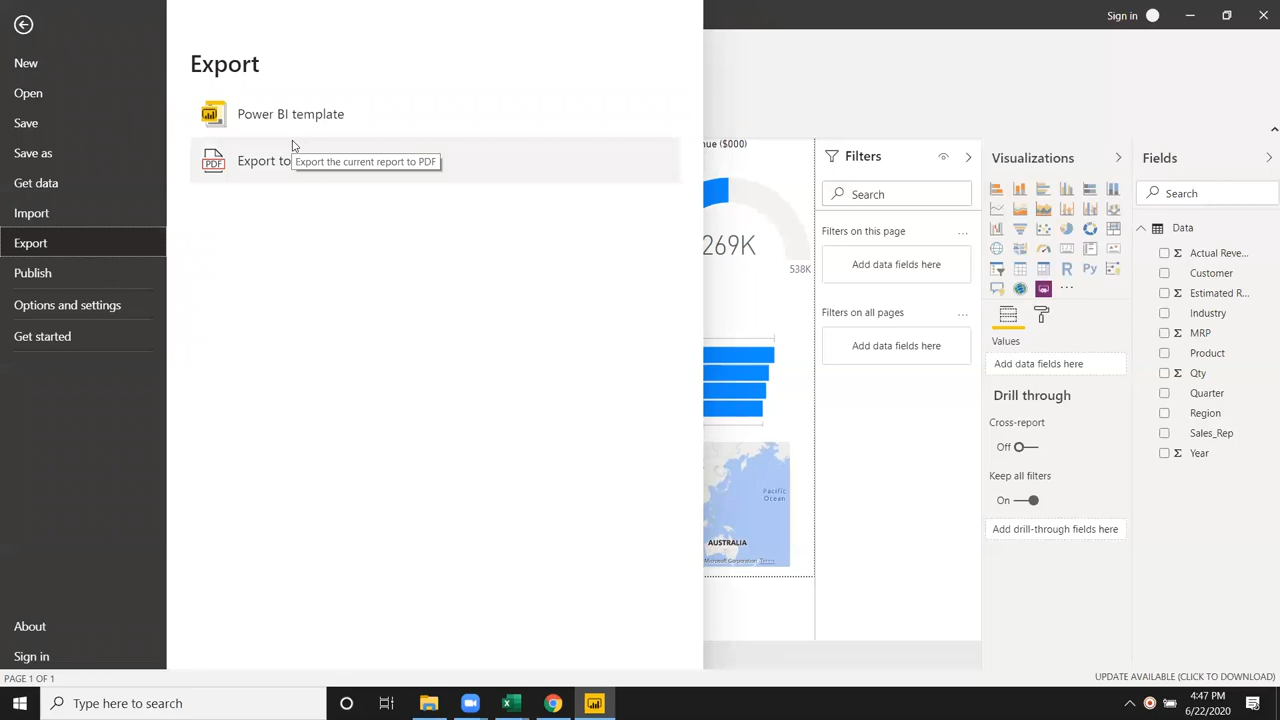 Sign in
New
Open
Save
Save as
Get data
Import
Export
Publish
Options and settings
Get started
About
Sign in
Export
Power BI template
PDF
Export to
Export the current report to PDF
nue ($000)
269K
538K
Pacific
Ocean
AUSTRALIA
Microsoft Corporation Terms
Filters
Search
Filters on this page
...
Add data fields here
Filters on all pages
...
Add data fields here
Visualizations
R
Py
...
Values
Add data fields here
Drill through
Cross-report
Off
Keep all filters
On
Add drill-through fields here
Fields
Search
Data
Σ Actual Reve...
Customer
Σ Estimated R...
Industry
Σ MRP
Product
Σ Qty
Quarter
Region
Sales_Rep
Σ Year
PAGE 1 OF 1
UPDATE AVAILABLE (CLICK TO DOWNLOAD)
Type here to search
4:47 PM
6/22/2020